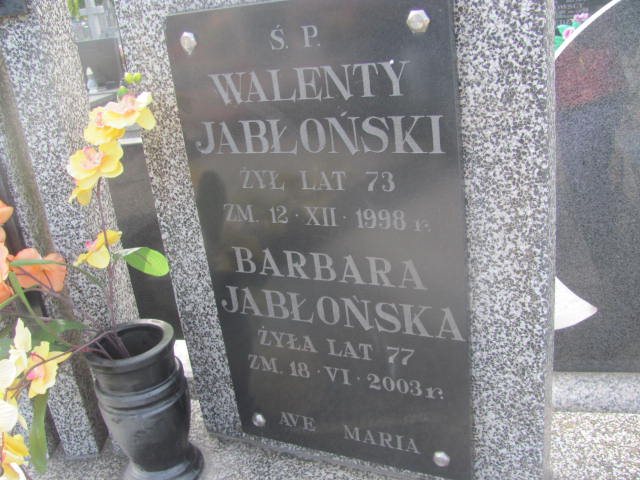 Ś. P.
WALENTY
JABŁOŃSKI
ŻYŁ LAT 73
ZM. 12 · XII · 1998 r.
BARBARA
JABŁOŃSKA
ŻYŁA LAT 77
ZM. 18 · VI · 2003 r.
AVE MARIA